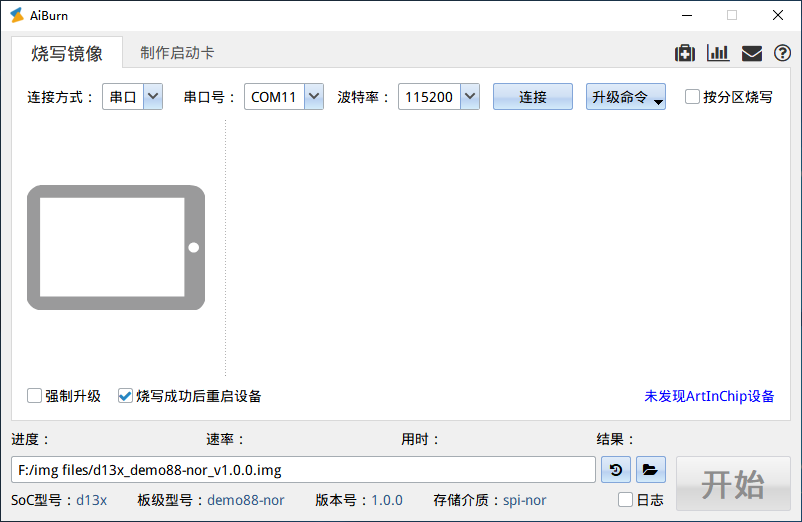 AiBurn
烧写镜像 制作启动卡
连接方式： 串口 串口号： COM11 波特率： 115200 连接 升级命令 按分区烧写
强制升级 烧写成功后重启设备 未发现ArtInChip设备
进度： 速率： 用时： 结果：
F:/img files/d13x_demo88-nor_v1.0.0.img
开始
SoC型号：d13x 板级型号：demo88-nor 版本号：1.0.0 存储介质：spi-nor 日志